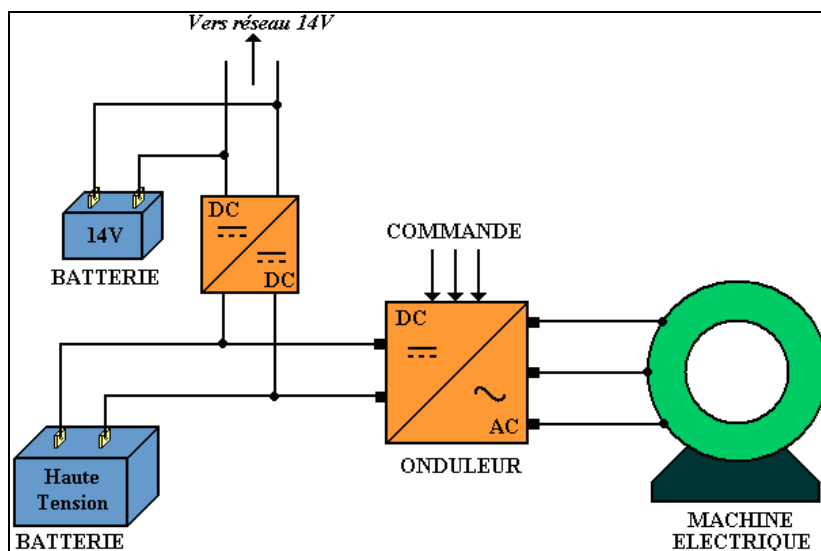 Vers réseau 14V
DC
DC
14V
BATTERIE
COMMANDE
DC
AC
ONDULEUR
Haute
Tension
BATTERIE
MACHINE
ELECTRIQUE